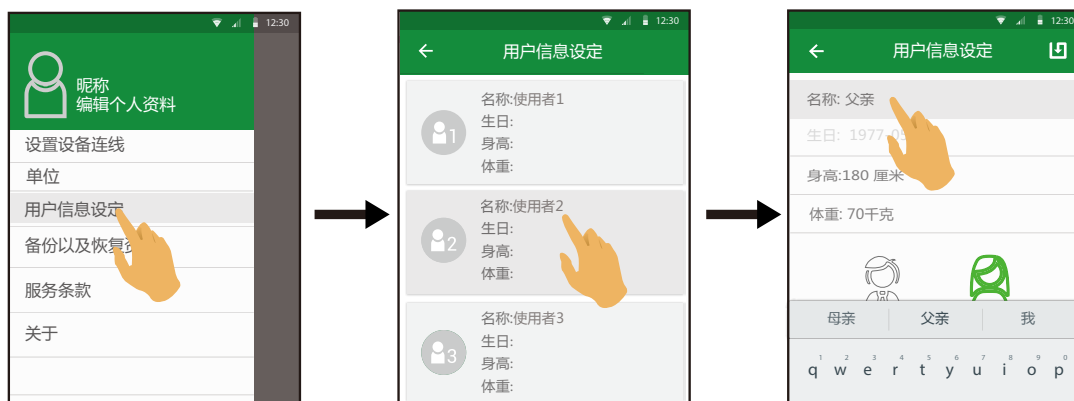 12:30
昵称
编辑个人资料
设置设备连线
单位
用户信息设定
备份以及恢复
服务条款
关于
12:30
用户信息设定
名称:使用者1
生日:
身高:
体重:
1
名称:使用者2
生日:
身高:
体重:
2
名称:使用者3
生日:
身高:
体重:
3
12:30
用户信息设定
名称: 父亲
生日: 1977-05
身高:180 厘米
体重: 70千克
母亲 父亲 我
1 2 3 4 5 6 7 8 9 0
q w e r t y u i o p